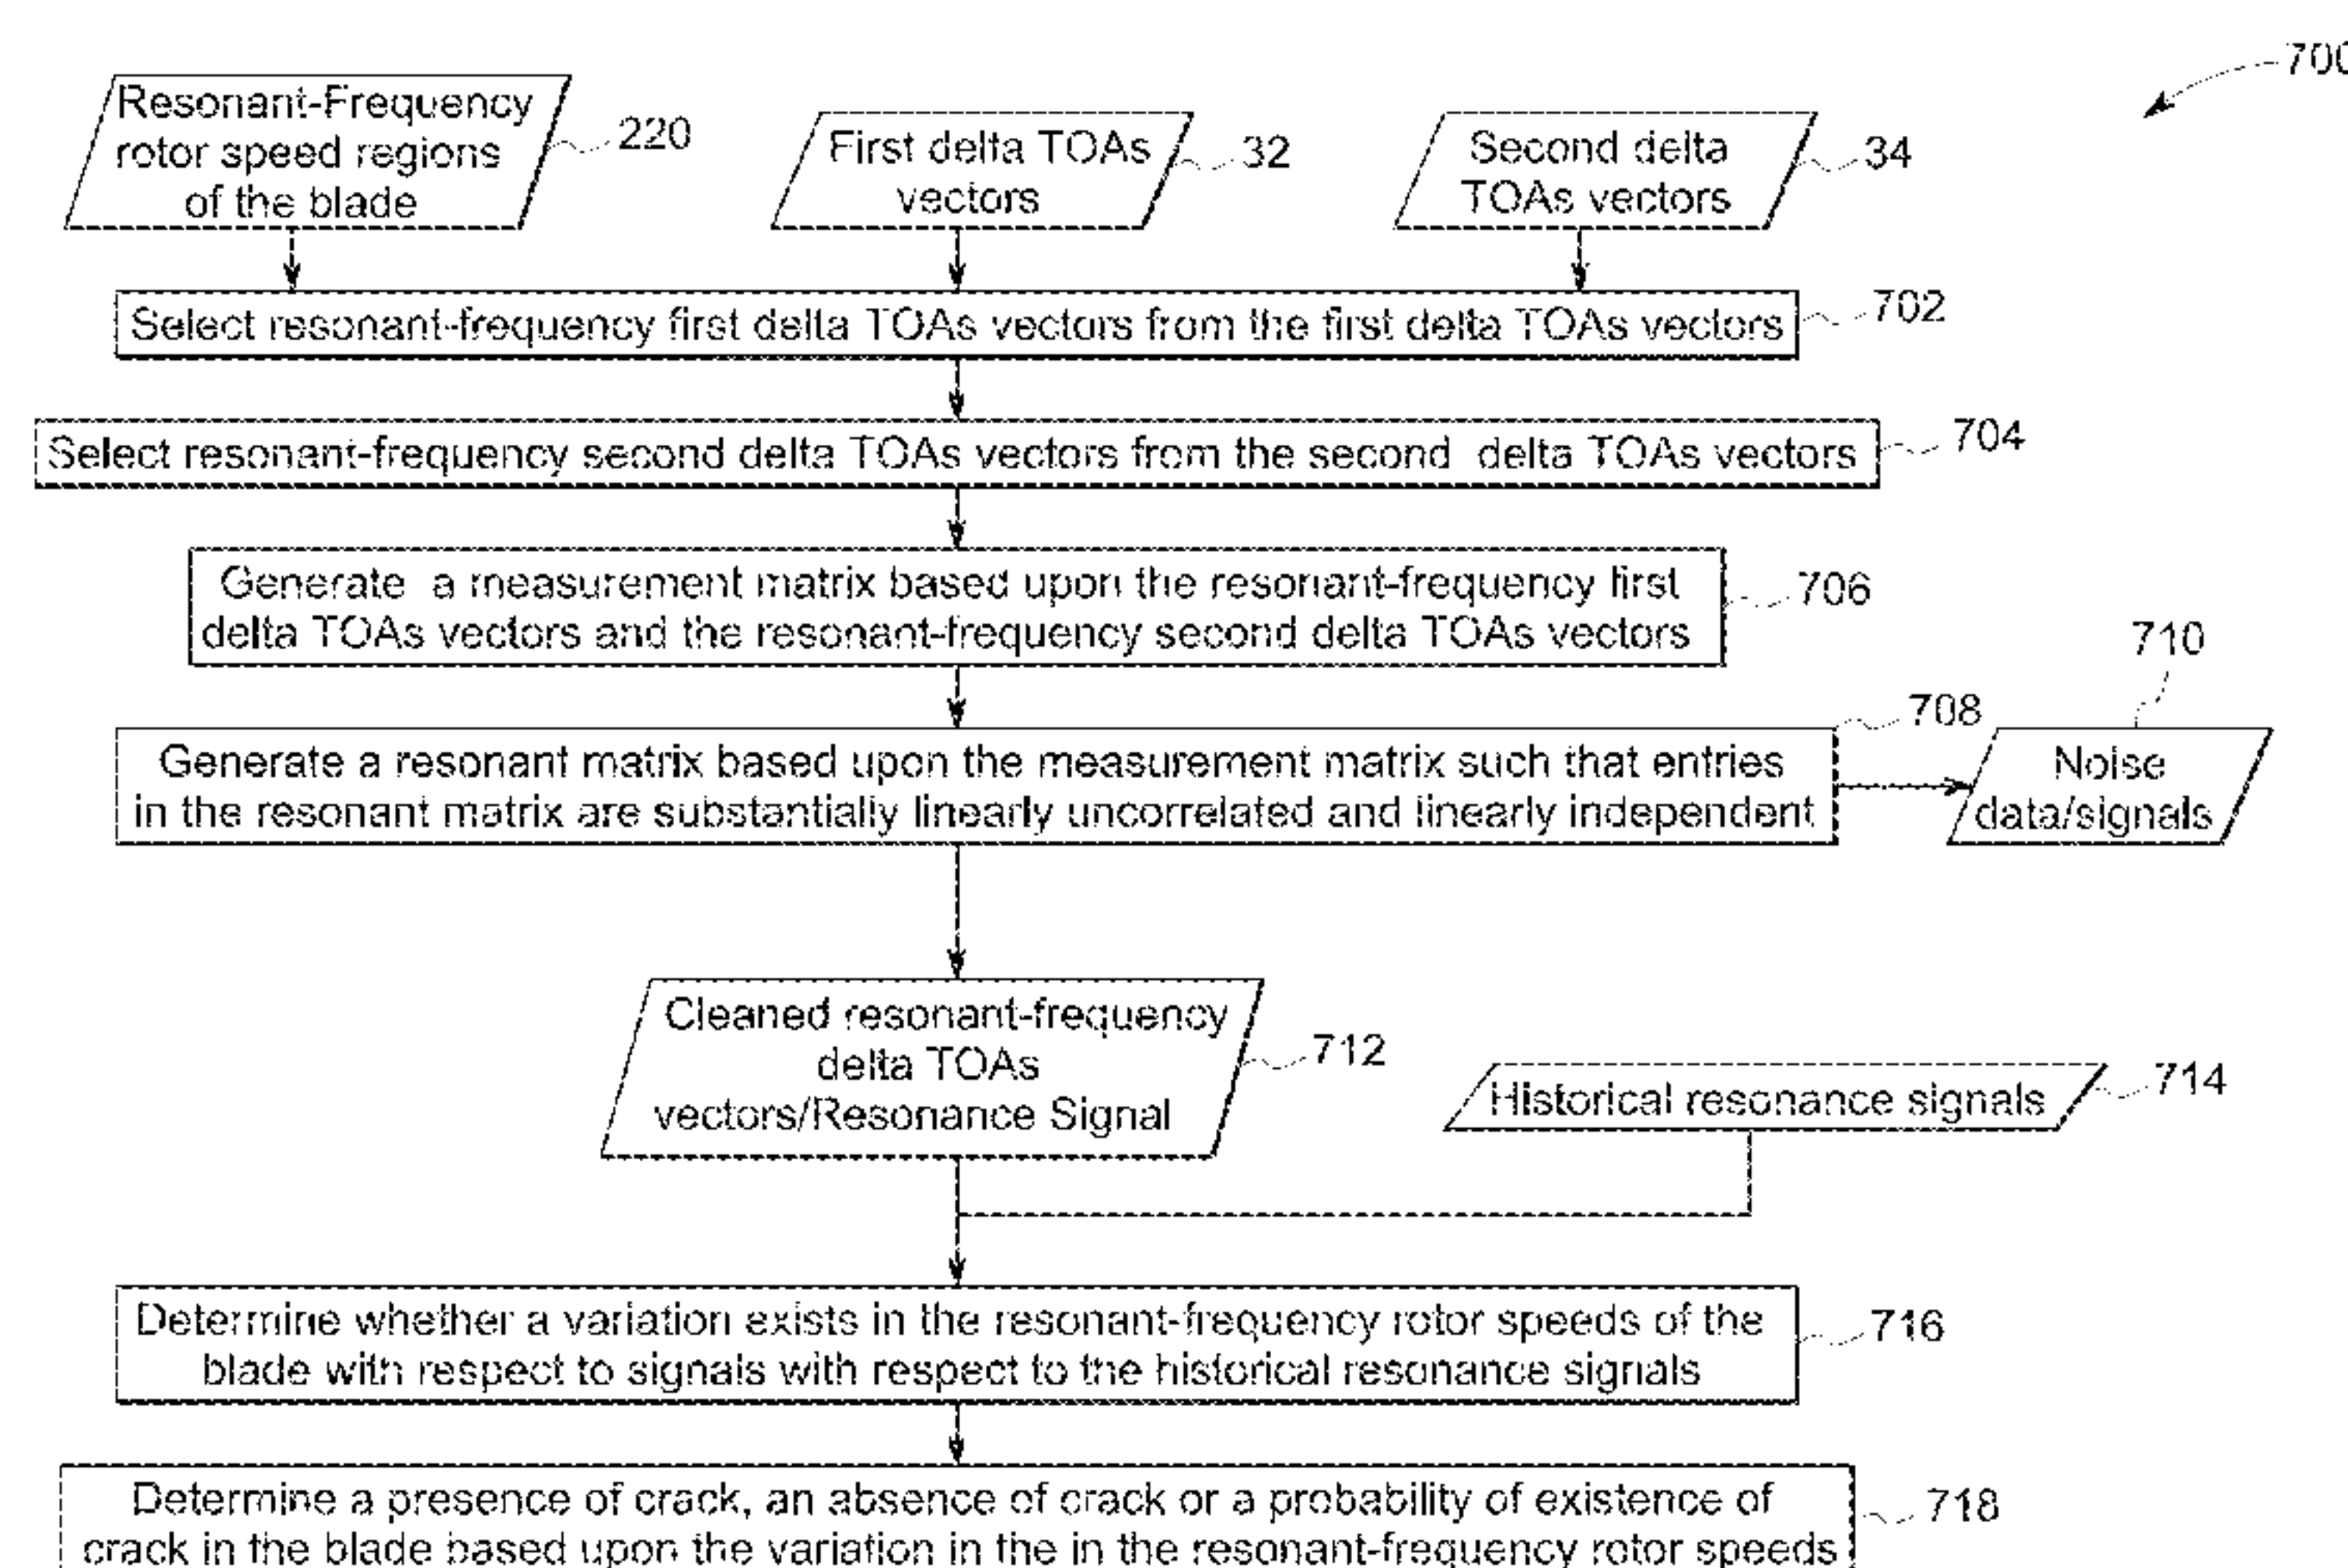 700
Resonant-Frequency
rotor speed regions
of the blade
220
First delta TOAs
vectors
32
Second delta
TOAs vectors
34
Select resonant-frequency first delta TOAs vectors from the first delta TOAs vectors
702
Select resonant-frequency second delta TOAs vectors from the second delta TOAs vectors
704
Generate a measurement matrix based upon the resonant-frequency first
delta TOAs vectors and the resonant-frequency second delta TOAs vectors
706
Generate a resonant matrix based upon the measurement matrix such that entries
in the resonant matrix are substantially linearly uncorrelated and linearly independent
708
710
Noise
data/signals
Cleaned resonant-frequency
delta TOAs
vectors/Resonance Signal
712
Historical resonance signals
714
Determine whether a variation exists in the resonant-frequency rotor speeds of the
blade with respect to signals with respect to the historical resonance signals
716
Determine a presence of crack, an absence of crack or a probability of existence of
crack in the blade based upon the variation in the in the resonant-frequency rotor speeds
718